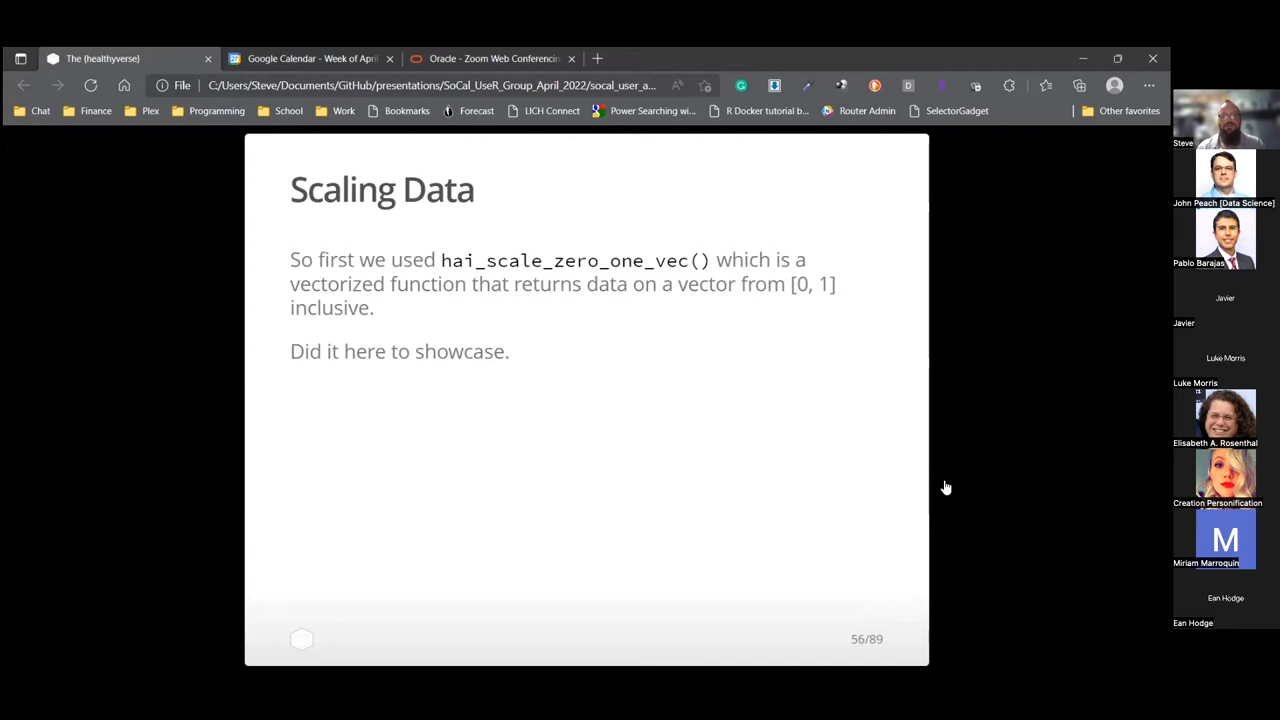 The {healthyverse}
Google Calendar - Week of April
Oracle - Zoom Web Conferencin
File
C:/Users/Steve/Documents/GitHub/presentations/SoCal_UseR_Group_April_2022/socal_user_a...
Chat
Finance
Plex
Programming
School
Work
Bookmarks
Forecast
LICH Connect
Power Searching wi...
R Docker tutorial b...
Router Admin
SelectorGadget
Other favorites
Scaling Data
So first we used hai_scale_zero_one_vec() which is a
vectorized function that returns data on a vector from [0, 1]
inclusive.
Did it here to showcase.
56/89
Steve
John Peach [Data Science]
Pablo Barajas
Javier
Javier
Luke Morris
Luke Morris
Elisabeth A. Rosenthal
Creation Personification
M
Miriam Marroquin
Ean Hodge
Ean Hodge